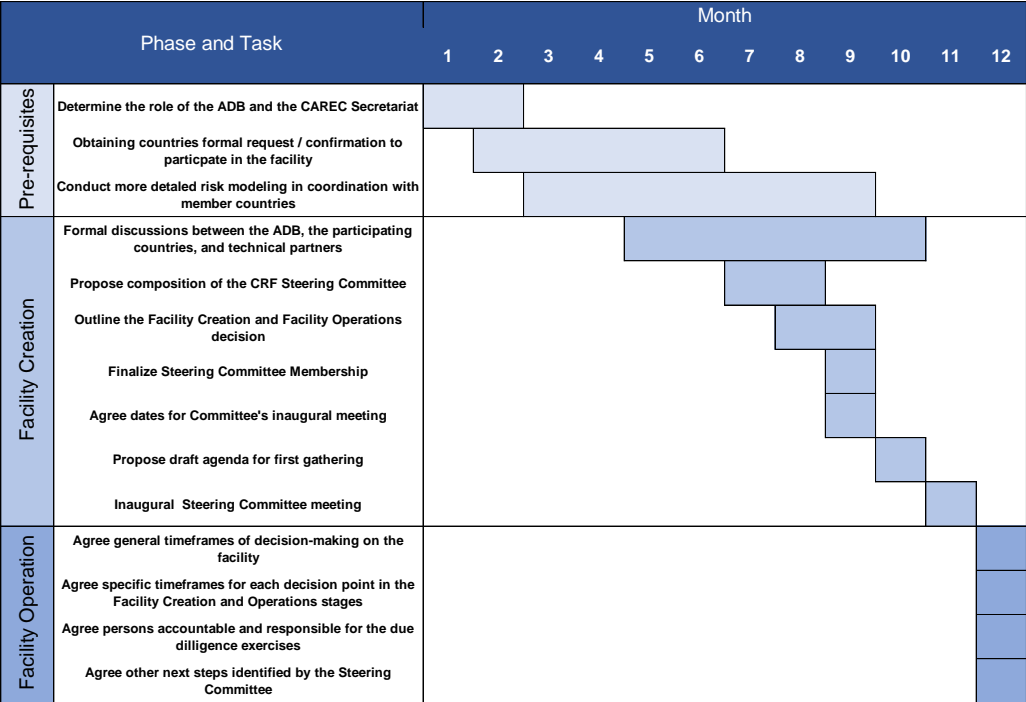 Phase and Task
Month
1 2 3 4 5 6 7 8 9 10 11 12
Pre-requisites
Determine the role of the ADB and the CAREC Secretariat
Obtaining countries formal request / confirmation to
particpate in the facility
Conduct more detaled risk modeling in coordination with
member countries
Facility Creation
Formal discussions between the ADB, the participating
countries, and technical partners
Propose composition of the CRF Steering Committee
Outline the Facility Creation and Facility Operations
decision
Finalize Steering Committee Membership
Agree dates for Committee's inaugural meeting
Propose draft agenda for first gathering
Inaugural Steering Committee meeting
Facility Operation
Agree general timeframes of decision-making on the
facility
Agree specific timeframes for each decision point in the
Facility Creation and Operations stages
Agree persons accountable and responsible for the due
dilligence exercises
Agree other next steps identified by the Steering
Committee